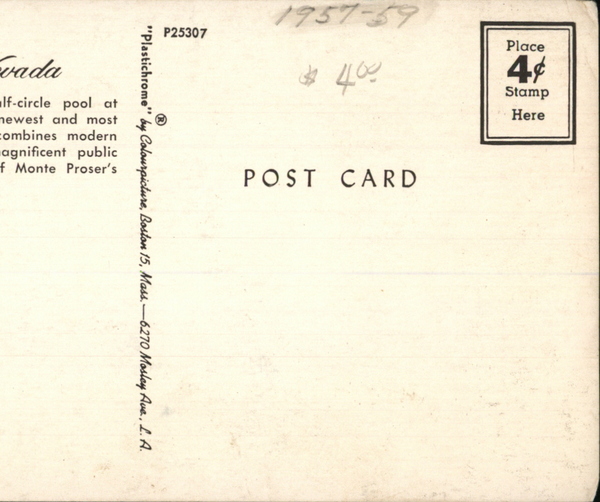 1957-59
$ 4.00
P25307
Place
4¢
Stamp
Here
POST CARD
vada
lf-circle pool at
newest and most
combines modern
agnificent public
f Monte Proser's
"Plastichrome" ® by Colourpicture, Boston 15, Mass.—6270 Mosley Ave., L. A.